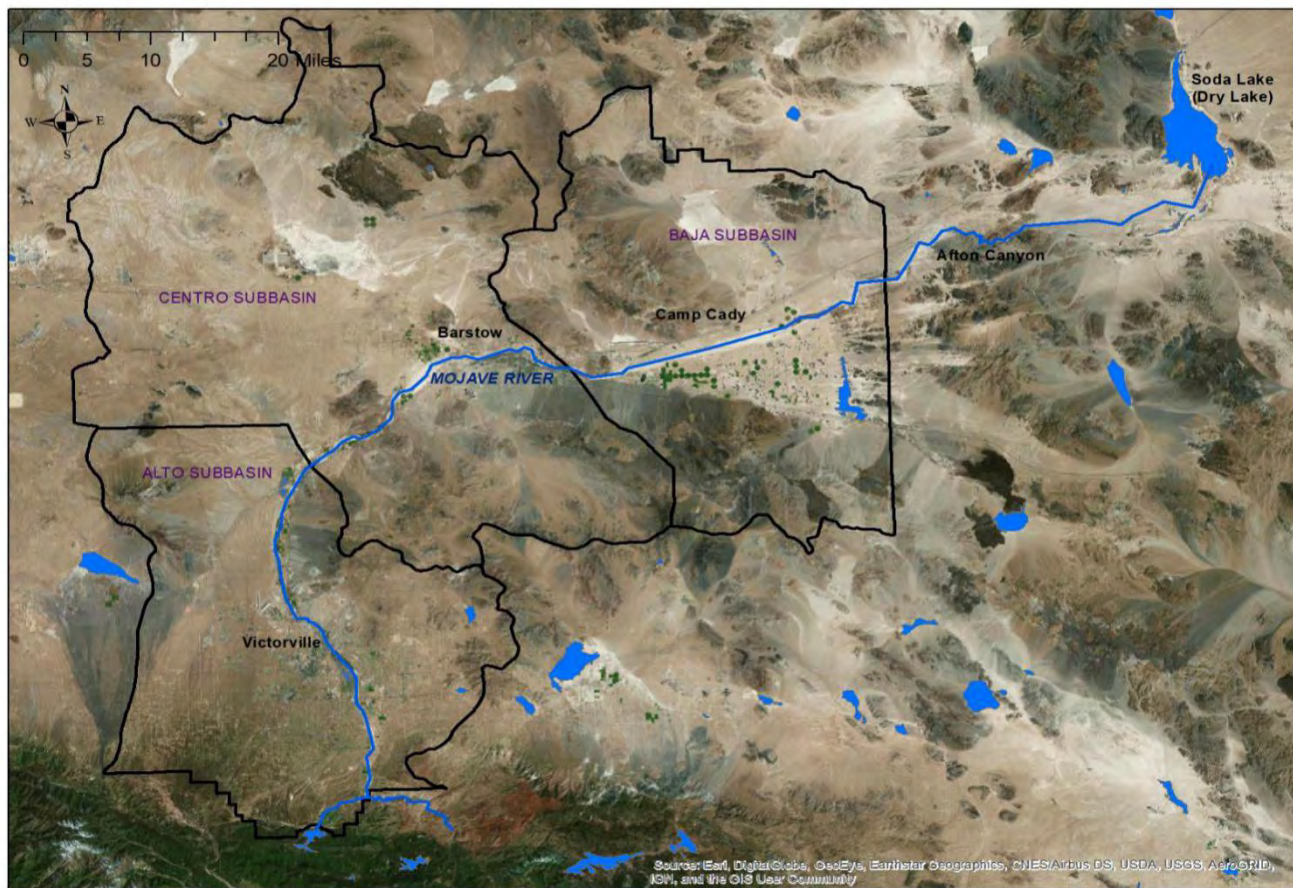 0 5 10 20 Miles
N
W E
S
Soda Lake
(Dry Lake)
BAJA SUBBASIN
Afton Canyon
CENTRO SUBBASIN
Camp Cady
Barstow
MOJAVE RIVER
ALTO SUBBASIN
Victorville
Source: Esri, DigitalGlobe, GeoEye, Earthstar Geographics, CNES/Airbus DS, USDA, USGS, AeroGRID,
IGN, and the GIS User Community